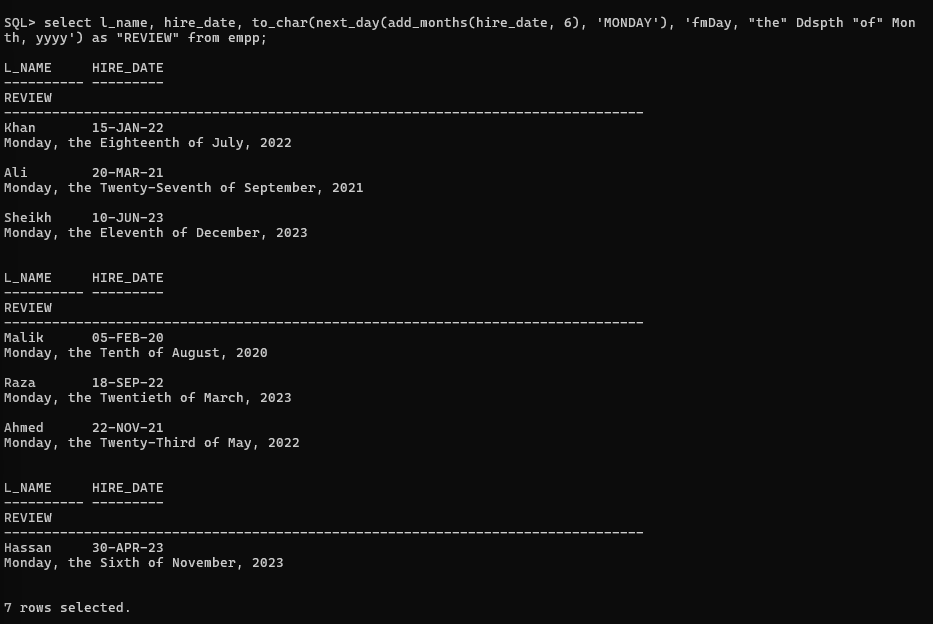 SQL> select l_name, hire_date, to_char(next_day(add_months(hire_date, 6), 'MONDAY'), 'fmDay, "the" Ddspth "of" Mon
th, yyyy') as "REVIEW" from empp;
L_NAME     HIRE_DATE
---------- ---------
REVIEW
--------------------------------------------------------------------------------
Khan       15-JAN-22
Monday, the Eighteenth of July, 2022
Ali        20-MAR-21
Monday, the Twenty-Seventh of September, 2021
Sheikh     10-JUN-23
Monday, the Eleventh of December, 2023
L_NAME     HIRE_DATE
---------- ---------
REVIEW
--------------------------------------------------------------------------------
Malik      05-FEB-20
Monday, the Tenth of August, 2020
Raza       18-SEP-22
Monday, the Twentieth of March, 2023
Ahmed      22-NOV-21
Monday, the Twenty-Third of May, 2022
L_NAME     HIRE_DATE
---------- ---------
REVIEW
--------------------------------------------------------------------------------
Hassan     30-APR-23
Monday, the Sixth of November, 2023
7 rows selected.